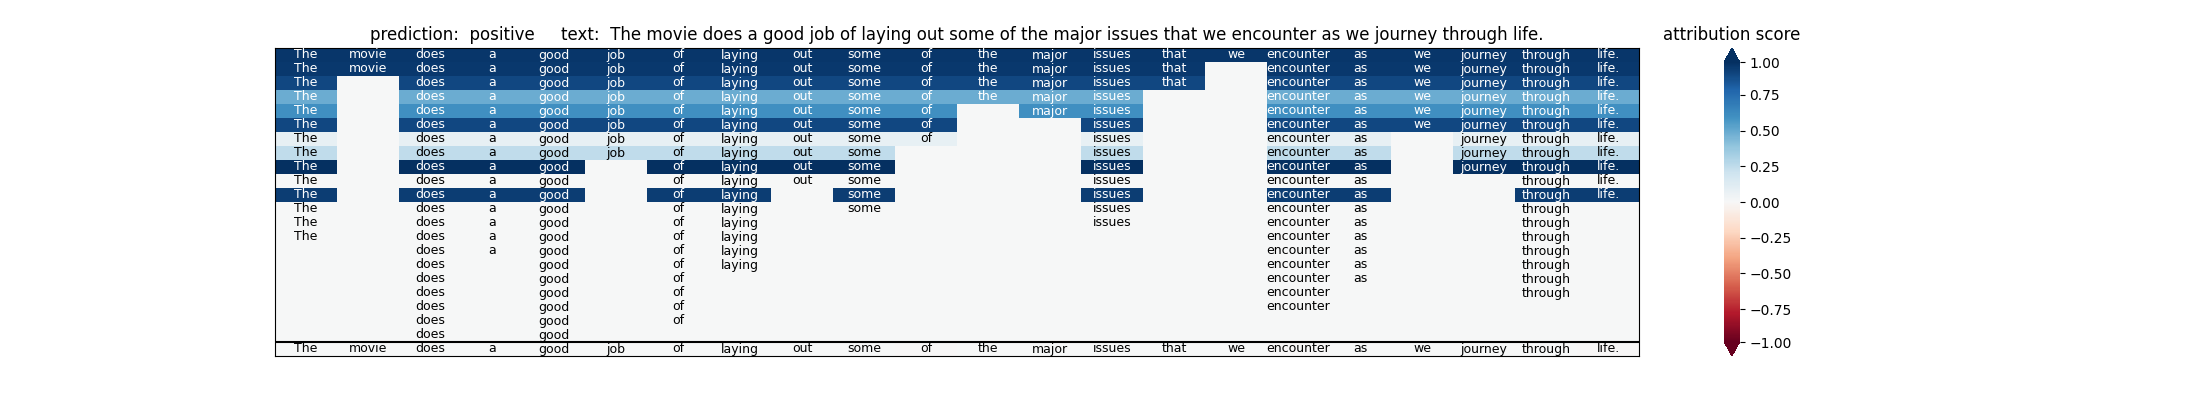 prediction: positive text: The movie does a good job of laying out some of the major issues that we encounter as we journey through life.
attribution score
The movie does a good job of laying out some of the major issues that we encounter as we journey through life.
The movie does a good job of laying out some of the major issues that encounter as we journey through life.
The does a good job of laying out some of the major issues that encounter as we journey through life.
The does a good job of laying out some of the major issues encounter as we journey through life.
The does a good job of laying out some of major issues encounter as we journey through life.
The does a good job of laying out some of issues encounter as we journey through life.
The does a good job of laying out some of issues encounter as journey through life.
The does a good job of laying out some issues encounter as journey through life.
The does a good of laying out some issues encounter as journey through life.
The does a good of laying out some issues encounter as through life.
The does a good of laying some issues encounter as through life.
The does a good of laying some issues encounter as through
The does a good of laying issues encounter as through
The does a good of laying encounter as through
does a good of laying encounter as through
does good of laying encounter as through
does good of encounter as through
does good of encounter through
does good of encounter
does good of
does good
The movie does a good job of laying out some of the major issues that we encounter as we journey through life.
1.00
0.75
0.50
0.25
0.00
−0.25
−0.50
−0.75
−1.00